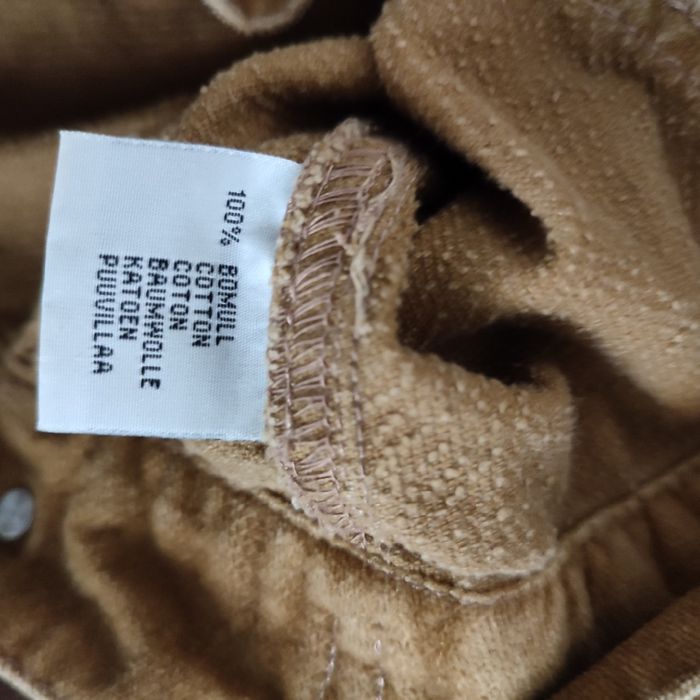 100% BOMULL
COTTON
COTON
BAUMWOLLE
KATOEN
PUUVILLAA